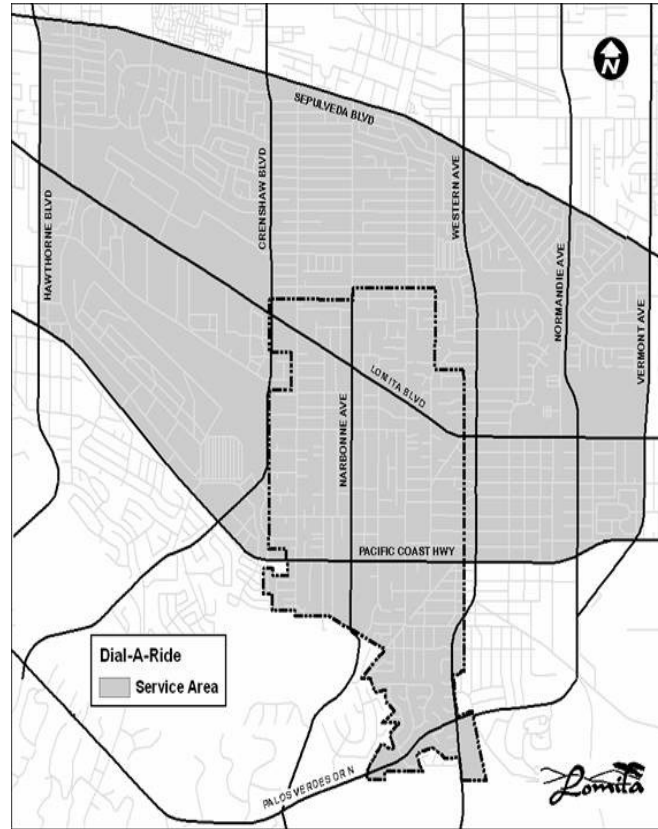 N
SEPULVEDA BLVD
HAWTHORNE BLVD
CRENSHAW BLVD
WESTERN AVE
NORMANDIE AVE
VERMONT AVE
LOMITA BLVD
NARBONNE AVE
PACIFIC COAST HWY
Dial-A-Ride
Service Area
PALOS VERDES DR N
Lomita